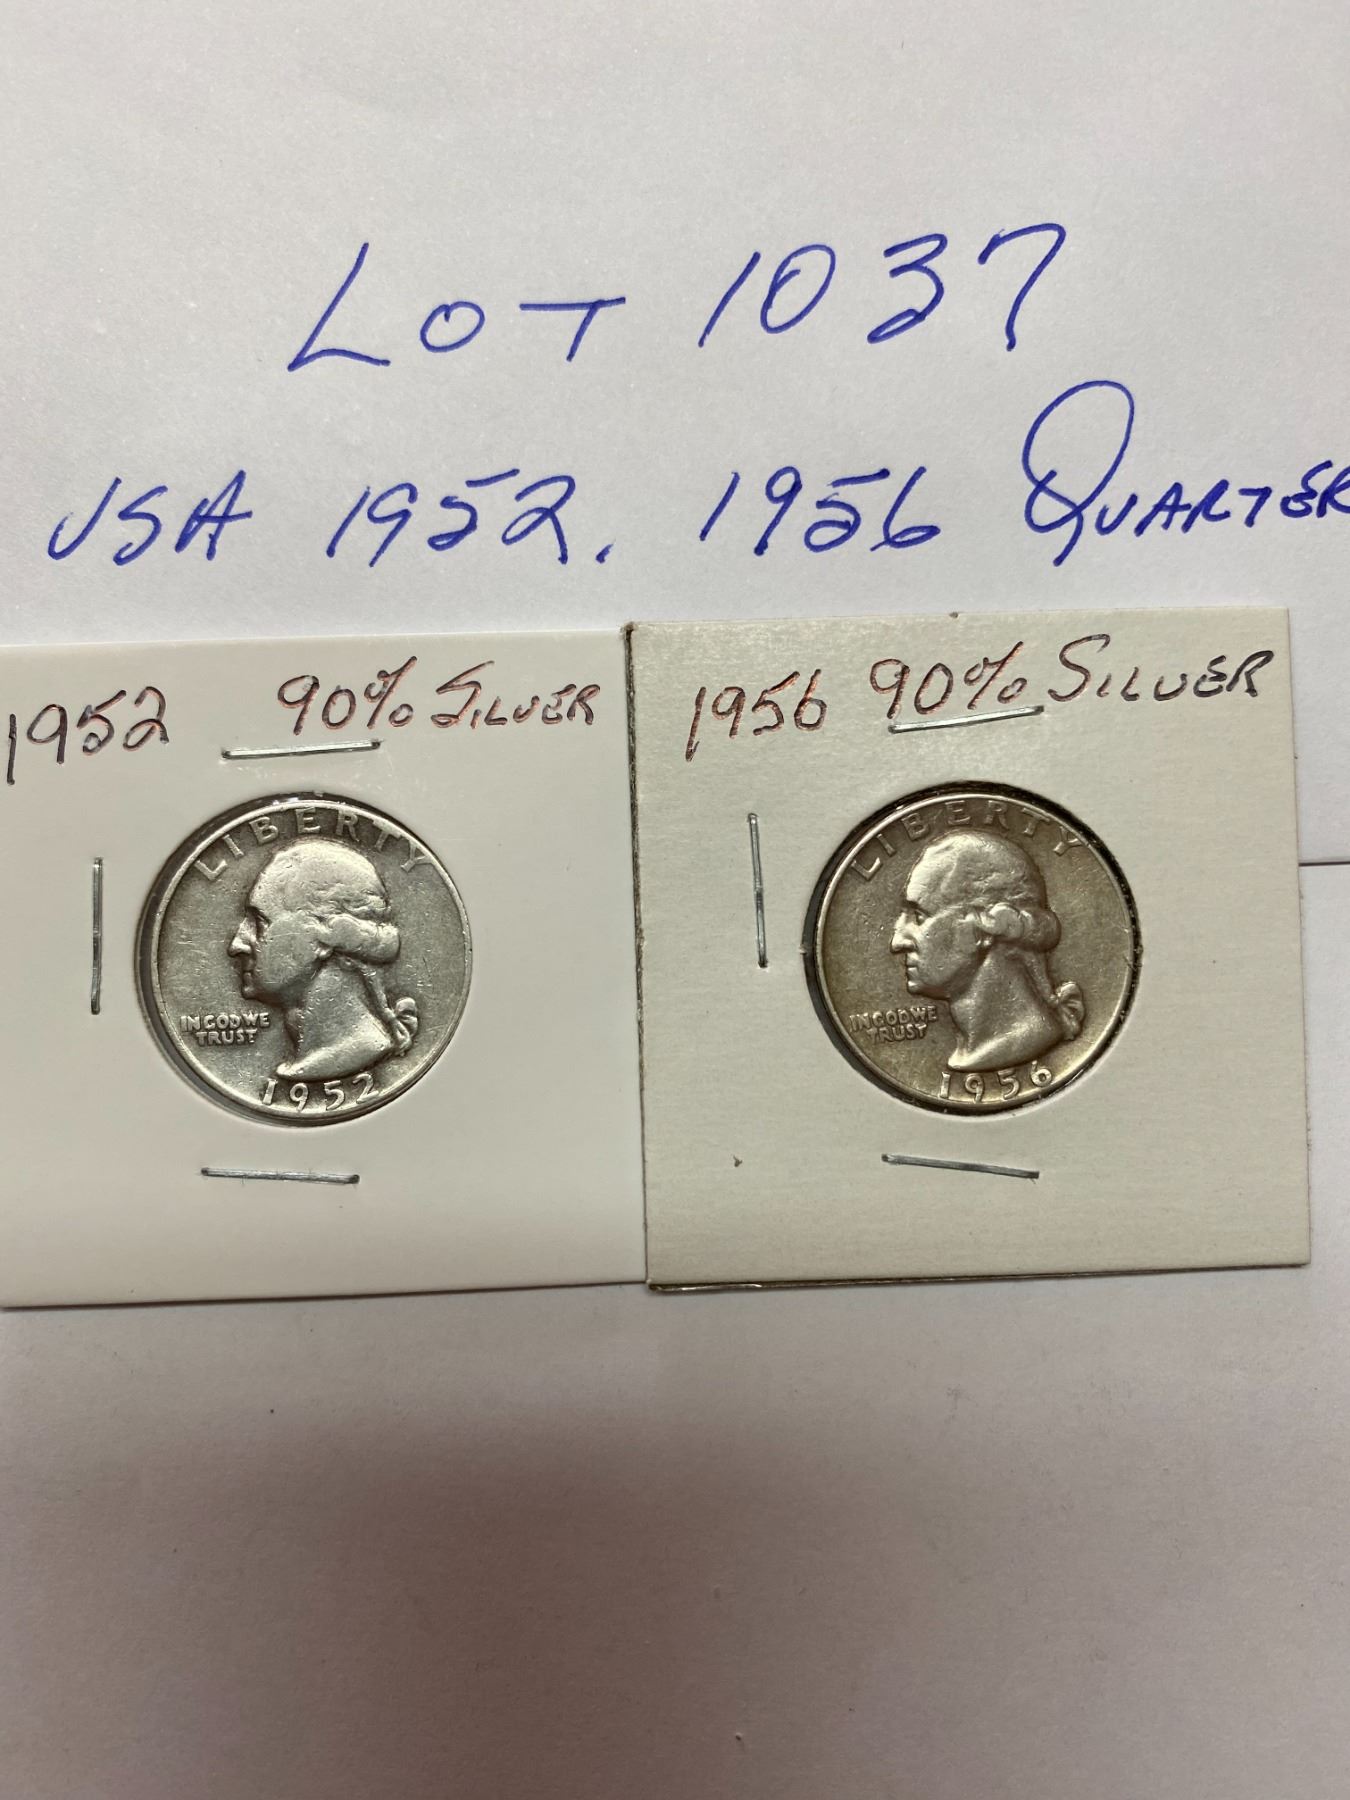 LOT 1037
USA 1952. 1956 QUARTER
1952 90% SILVER
1956 90% SILVER
LIBERTY
IN GOD WE
TRUST
1952
LIBERTY
IN GOD WE
TRUST
1956